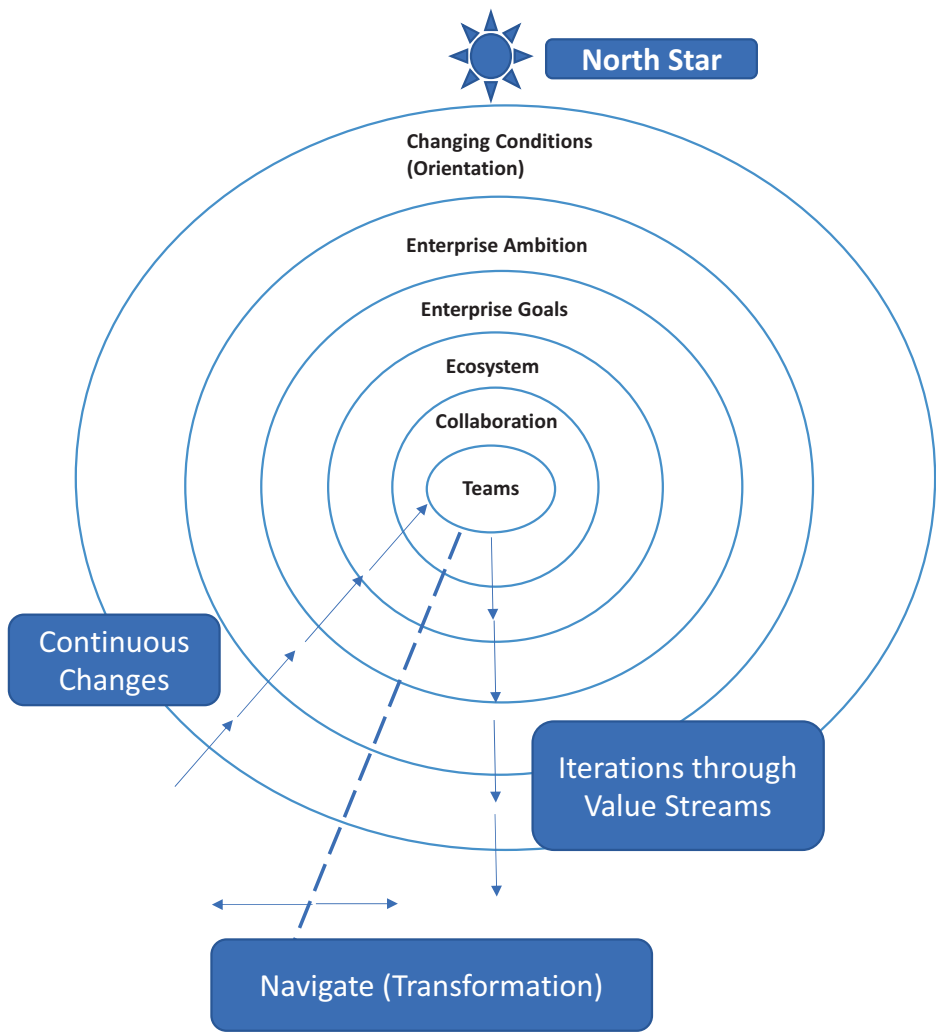 North Star
Changing Conditions
(Orientation)
Enterprise Ambition
Enterprise Goals
Ecosystem
Collaboration
Teams
Continuous
Changes
Iterations through
Value Streams
Navigate (Transformation)